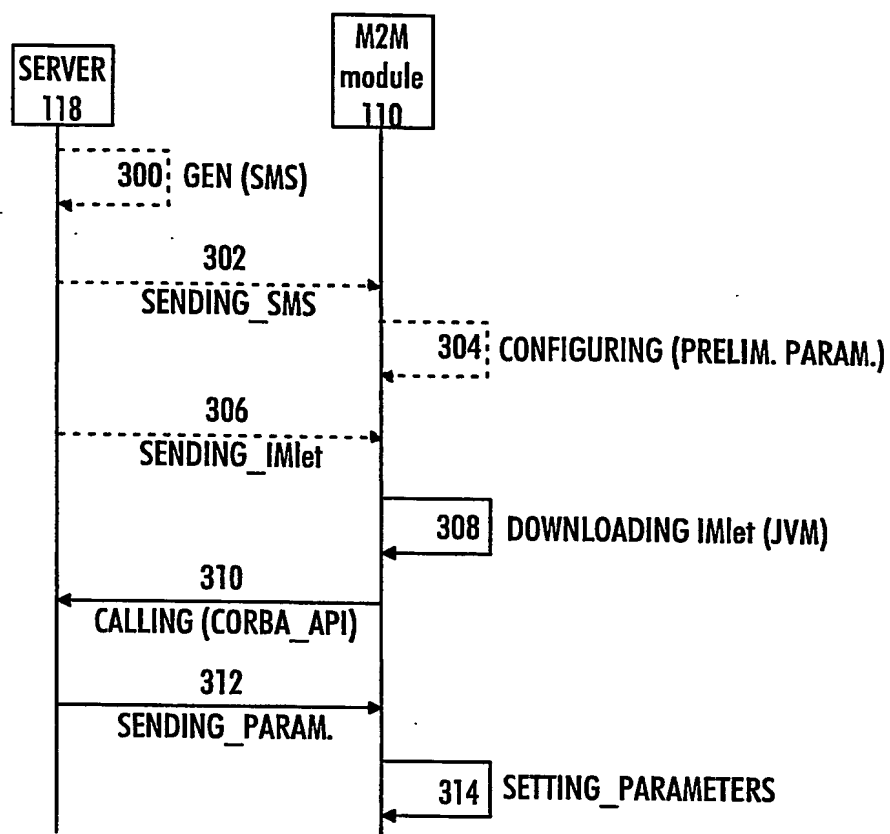 SERVER
118
M2M
module
110
300 GEN (SMS)
302
SENDING_SMS
304 CONFIGURING (PRELIM. PARAM.)
306
SENDING_IMlet
308 DOWNLOADING IMlet (JVM)
310
CALLING (CORBA_API)
312
SENDING_PARAM.
314 SETTING_PARAMETERS